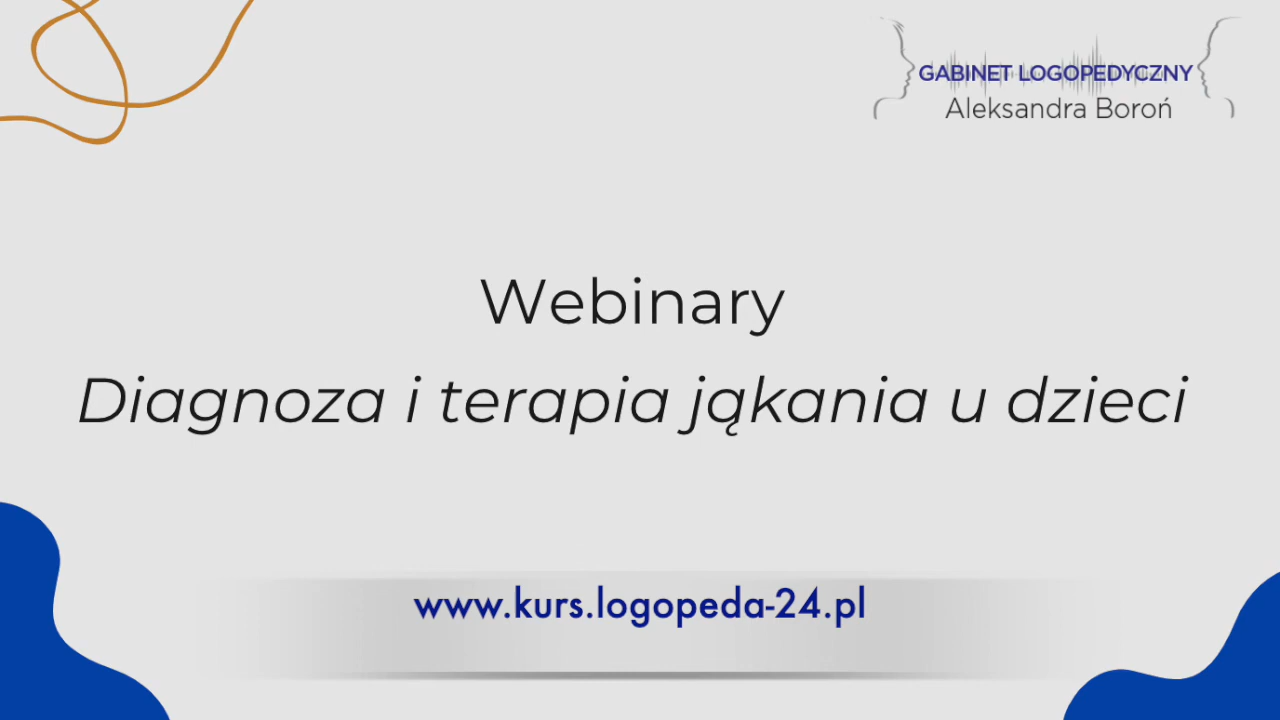 GABINET LOGOPEDYCZNY
Aleksandra Boroń
Webinary
Diagnoza i terapia jąkania u dzieci
www.kurs.logopeda-24.pl